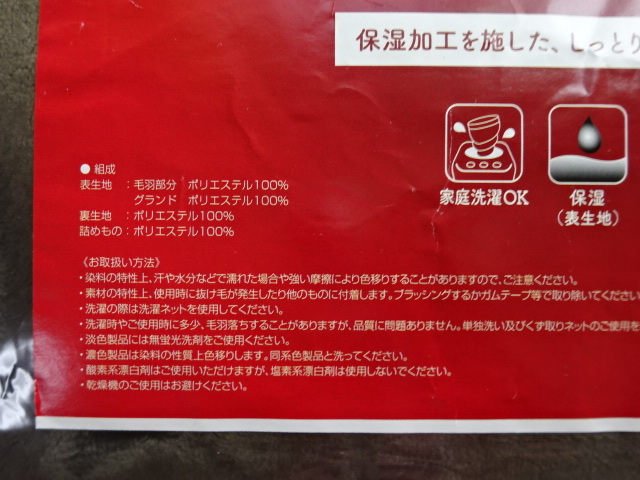 保湿加工を施した、しっとり
家庭洗濯OK
保湿
（表生地）
●組成
表生地 ：毛羽部分 ポリエステル100%
グランド ポリエステル100%
裏生地 ：ポリエステル100%
詰めもの：ポリエステル100%
《お取扱い方法》
・染料の特性上、汗や水分などで濡れた場合や強い摩擦により色移りすることがありますので、ご注意ください。
・素材の特性上、使用時に抜け毛が発生したり他のものに付着します。ブラッシングするかガムテープ等で取り除いてください
・洗濯の際は洗濯ネットを使用してください。
・洗濯時やご使用時に多少、毛羽落ちすることがありますが、品質に問題ありません。単独洗い及びくず取りネットのご使用を
・淡色製品には無蛍光洗剤をご使用ください。
・濃色製品は染料の性質上色移りします。同系色製品と洗ってください。
・酸素系漂白剤はご使用いただけますが、塩素系漂白剤は使用しないでください。
・乾燥機のご使用はお避けください。